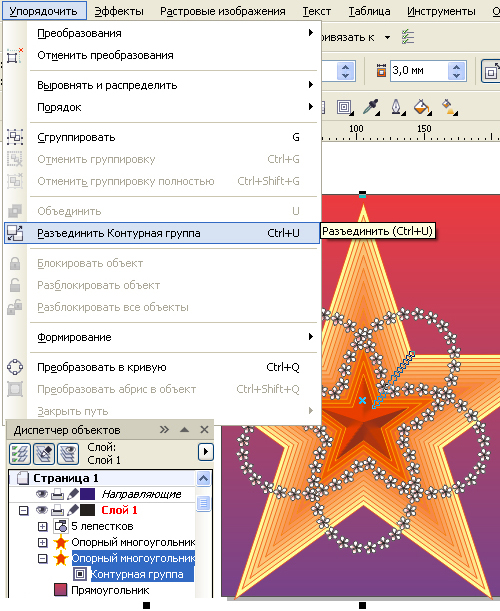 Упорядочить Эффекты Растровые изображения Текст Таблица Инструменты
Преобразования
ивязать к
Отменить преобразования
Выровнять и распределить
3,0 мм
Порядок
Сгруппировать G
100 150
Отменить группировку Ctrl+G
Отменить группировку полностью Ctrl+Shift+G
Объединить U
Разъединить Контурная группа Ctrl+U
Разъединить (Ctrl+U)
Блокировать объект
Разблокировать объект
Разблокировать все объекты
Формирование
Преобразовать в кривую Ctrl+Q
Преобразовать абрис в объект Ctrl+Shift+Q
Закрыть путь
Диспетчер объектов
Слой:
Слой 1
Страница 1
Направляющие
Слой 1
5 лепестков
Опорный многоугольник
Опорный многоугольник
Контурная группа
Прямоугольник